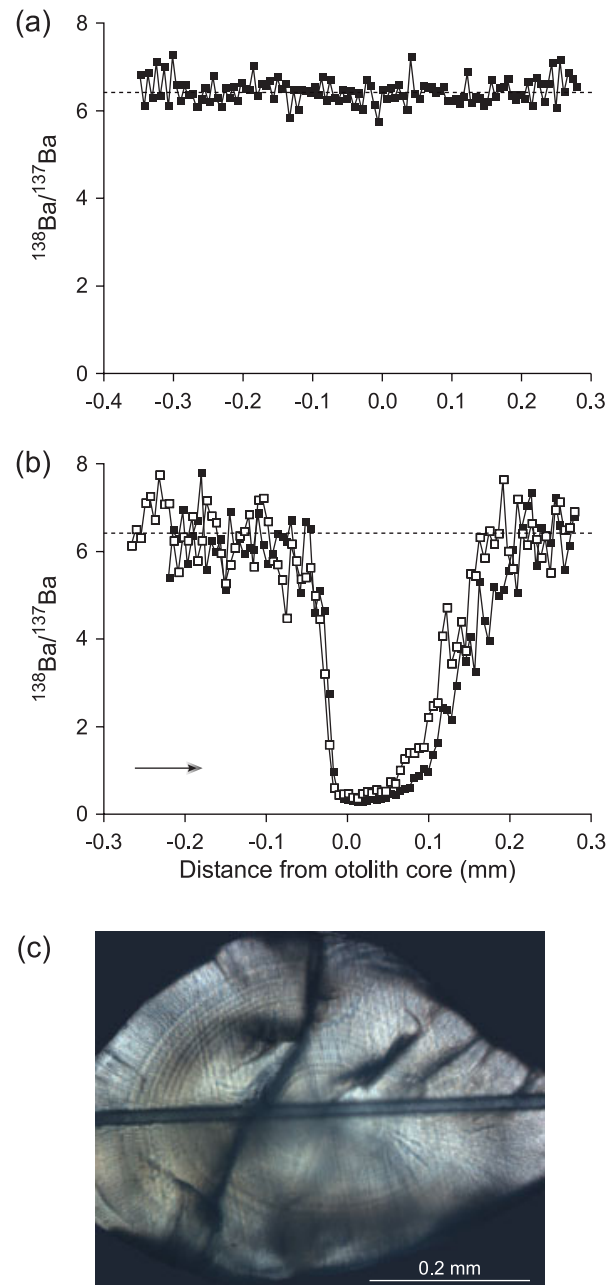 (a)
8
6
4
2
0
¹³⁸Ba/¹³⁷Ba
-0.4 -0.3 -0.2 -0.1 0.0 0.1 0.2 0.3
(b)
8
6
4
2
0
¹³⁸Ba/¹³⁷Ba
-0.3 -0.2 -0.1 0.0 0.1 0.2 0.3
Distance from otolith core (mm)
(c)
0.2 mm